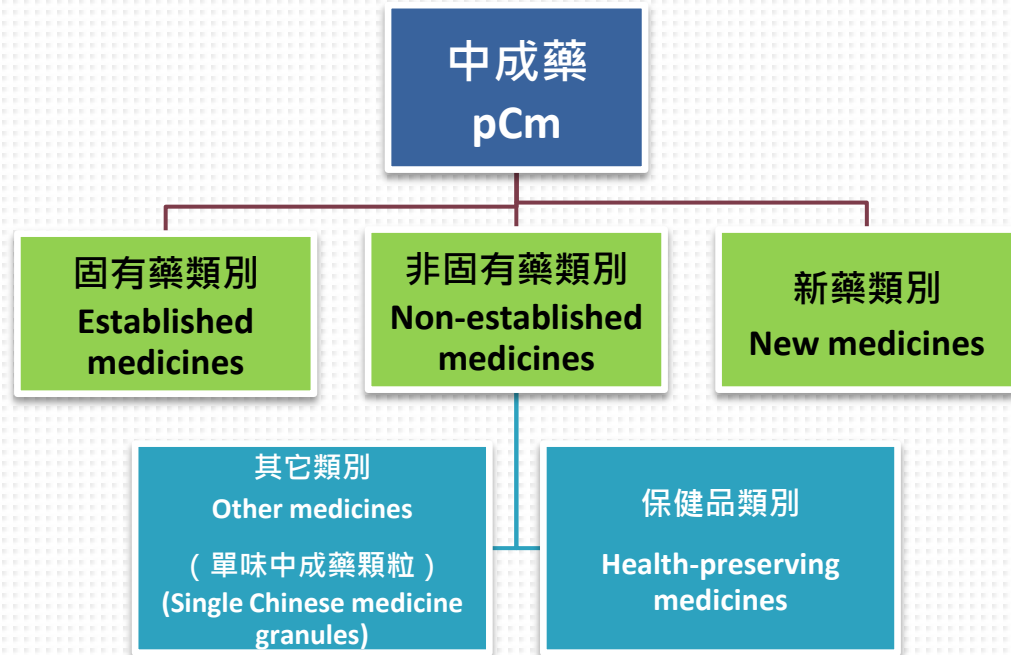 中成藥
pCm
固有藥類別
Established
medicines
非固有藥類別
Non-established
medicines
新藥類別
New medicines
其它類別
Other medicines
（單味中成藥顆粒）
(Single Chinese medicine
granules)
保健品類別
Health-preserving
medicines